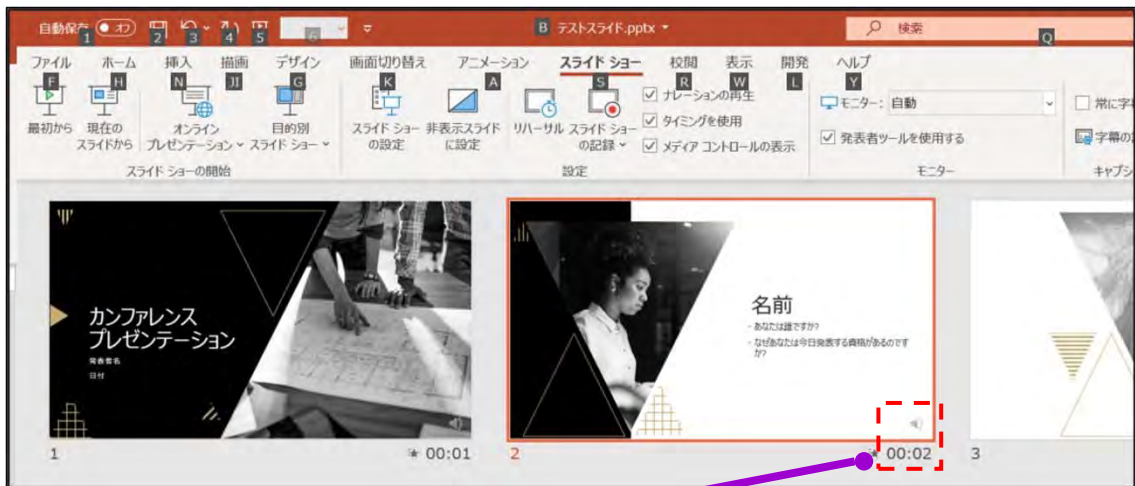 自動保存 オフ
1 2 3 4 5 6
B テストスライド.pptx
検索
Q
ファイル ホーム 挿入 描画 デザイン 画面切り替え アニメーション スライド ショー 校閲 表示 開発 ヘルプ
F H N JI G K A S R W L Y
最初から
現在の
スライドから
オンライン
プレゼンテーション
目的別
スライド ショー
スライド ショーの開始
スライド ショー
の設定
非表示スライド
に設定
リハーサル
スライド ショー
の記録
ナレーションの再生
タイミングを使用
メディア コントロールの表示
設定
モニター: 自動
発表者ツールを使用する
モニター
常に字
字幕の
キャプシ
カンファレンス
プレゼンテーション
発表者名
日付
1
00:01
名前
- あなたは誰ですか?
- なぜあなたは今日発表する資格があるのです
か?
2
00:02
3